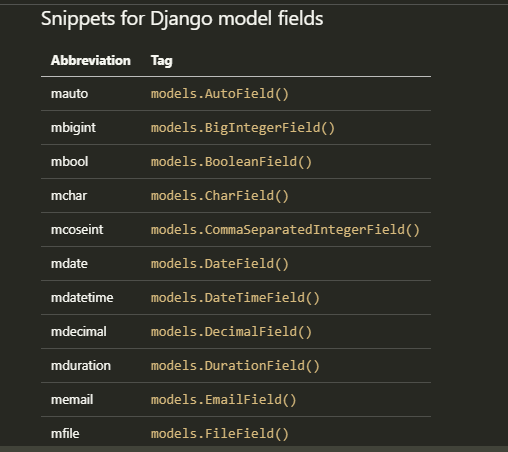 Snippets for Django model fields
Abbreviation Tag
mauto models.AutoField()
mbigint models.BigIntegerField()
mbool models.BooleanField()
mchar models.CharField()
mcoseint models.CommaSeparatedIntegerField()
mdate models.DateField()
mdatetime models.DateTimeField()
mdecimal models.DecimalField()
mduration models.DurationField()
memail models.EmailField()
mfile models.FileField()